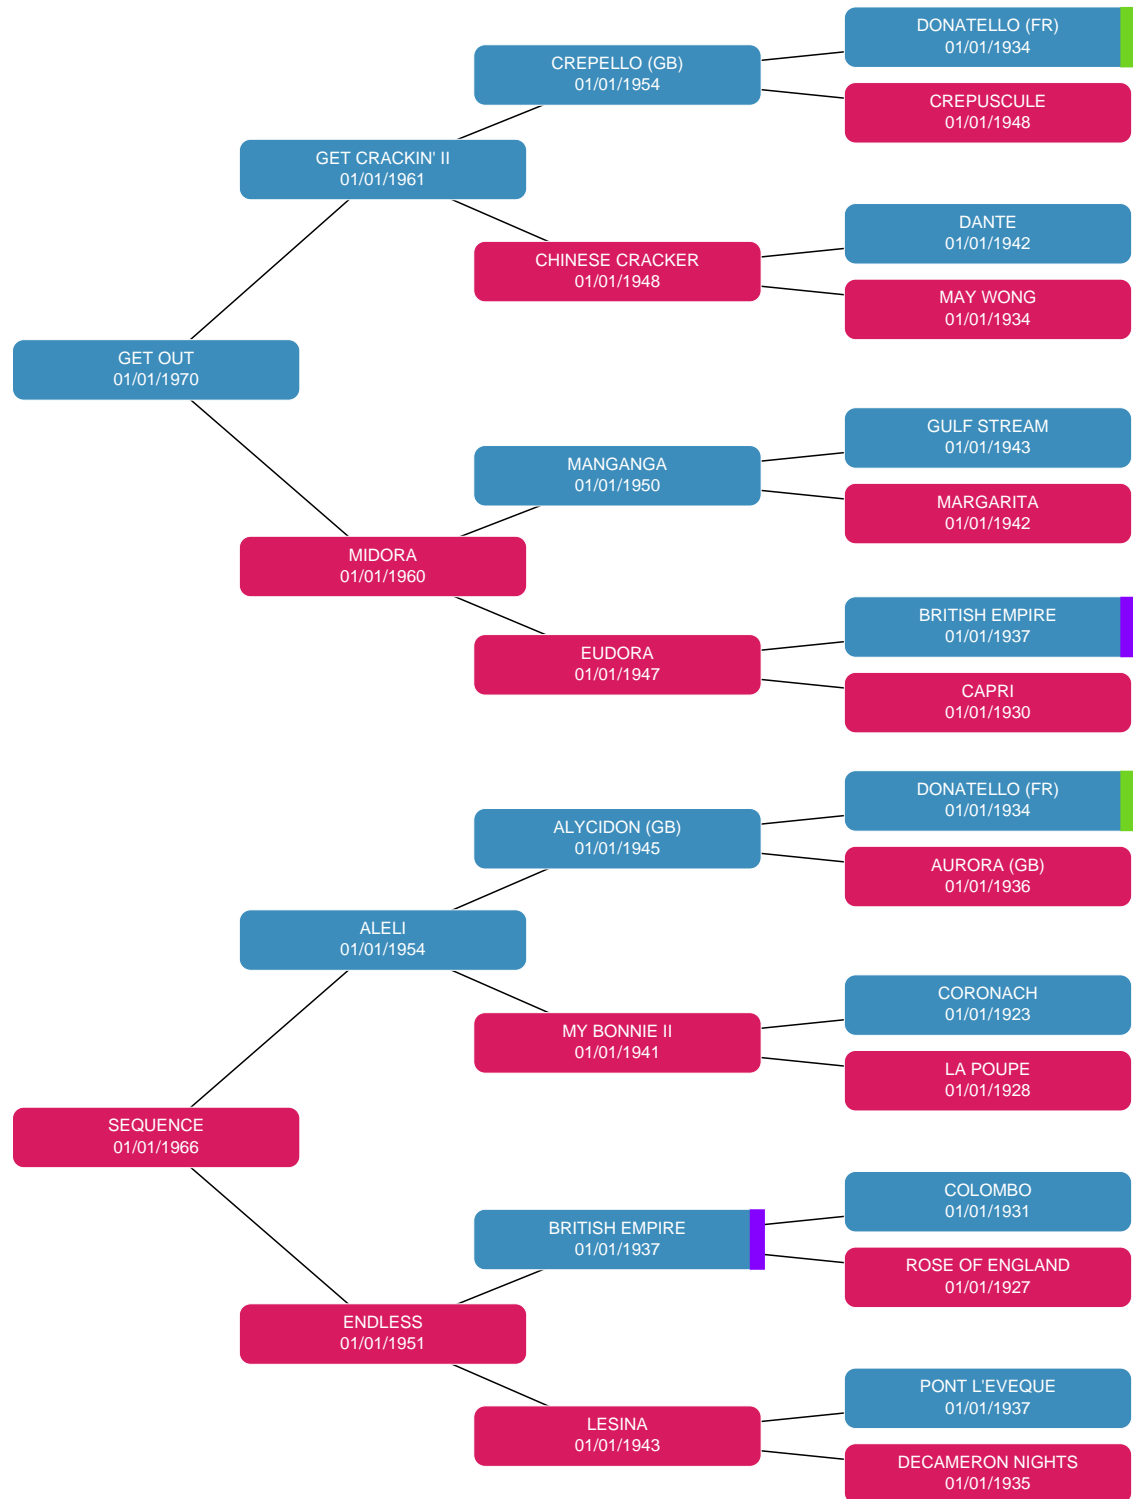 DONATELLO (FR)
01/01/1934
CREPELLO (GB)
01/01/1954
CREPUSCULE
01/01/1948
GET CRACKIN' II
01/01/1961
DANTE
01/01/1942
CHINESE CRACKER
01/01/1948
MAY WONG
01/01/1934
GET OUT
01/01/1970
GULF STREAM
01/01/1943
MANGANGA
01/01/1950
MARGARITA
01/01/1942
MIDORA
01/01/1960
BRITISH EMPIRE
01/01/1937
EUDORA
01/01/1947
CAPRI
01/01/1930
DONATELLO (FR)
01/01/1934
ALYCIDON (GB)
01/01/1945
AURORA (GB)
01/01/1936
ALELI
01/01/1954
CORONACH
01/01/1923
MY BONNIE II
01/01/1941
LA POUPE
01/01/1928
SEQUENCE
01/01/1966
COLOMBO
01/01/1931
BRITISH EMPIRE
01/01/1937
ROSE OF ENGLAND
01/01/1927
ENDLESS
01/01/1951
PONT L'EVEQUE
01/01/1937
LESINA
01/01/1943
DECAMERON NIGHTS
01/01/1935